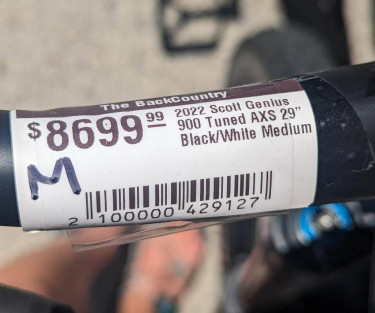 The BackCountry
$8699.99
2022 Scott Genius
900 Tuned AXS 29"
Black/White Medium
M
2 100000 429127